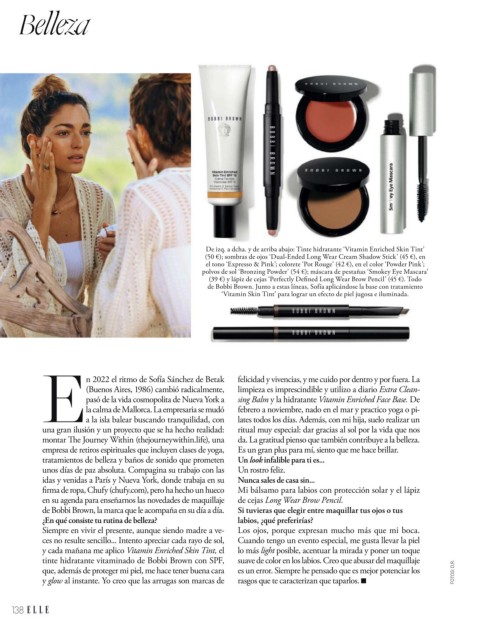 Belleza
BOBBI BROWN
BOBBI BROWN
BOBBI BROWN
Smokey Eye Mascara
De izq. a dcha. y de arriba abajo: Tinte hidratante ‘Vitamin Enriched Skin Tint’
(50 €); sombras de ojos ‘Dual-Ended Long Wear Cream Shadow Stick’ (45 €), en
el tono ‘Expresso & Pink’; colorete ‘Pot Rouge’ (42 €), en el color ‘Powder Pink’;
polvos de sol ‘Bronzing Powder’ (54 €); máscara de pestañas ‘Smokey Eye Mascara’
(39 €) y lápiz de cejas ‘Perfectly Defined Long Wear Brow Pencil’ (45 €). Todo
de Bobbi Brown. Junto a estas líneas, Sofía aplicándose la base con tratamiento
‘Vitamin Skin Tint’ para lograr un efecto de piel jugosa e iluminada.
BOBBI BROWN
BOBBI BROWN
En 2022 el ritmo de Sofía Sánchez de Betak
(Buenos Aires, 1986) cambió radicalmente,
pasó de la vida cosmopolita de Nueva York a
la calma de Mallorca. La empresaria se mudó
a la isla balear buscando tranquilidad, con
una gran ilusión y un proyecto que se ha hecho realidad:
montar The Journey Within (thejourneywithin.life), una
empresa de retiros espirituales que incluyen clases de yoga,
tratamientos de belleza y baños de sonido que prometen
unos días de paz absoluta. Compagina su trabajo con las
idas y venidas a París y Nueva York, donde trabaja en su
firma de ropa, Chufy (chufy.com), pero ha hecho un hueco
en su agenda para enseñarnos las novedades de maquillaje
de Bobbi Brown, la marca que le acompaña en su día a día.
¿En qué consiste tu rutina de belleza?
Siempre en vivir el presente, aunque siendo madre a ve-
ces no resulte sencillo... Intento apreciar cada rayo de sol,
y cada mañana me aplico Vitamin Enriched Skin Tint, el
tinte hidratante vitaminado de Bobbi Brown con SPF,
que, además de proteger mi piel, me hace tener buena cara
y glow al instante. Yo creo que las arrugas son marcas de
felicidad y vivencias, y me cuido por dentro y por fuera. La
limpieza es imprescindible y utilizo a diario Extra Clean-
sing Balm y la hidratante Vitamin Enriched Face Base. De
febrero a noviembre, nado en el mar y practico yoga o pi-
lates todos los días. Además, con mi hija, suelo realizar un
ritual muy especial: dar gracias al sol por la vida que nos
da. La gratitud pienso que también contribuye a la belleza.
Es un gran plus para mí, siento que me hace brillar.
Un look infalible para ti es...
Un rostro feliz.
Nunca sales de casa sin...
Mi bálsamo para labios con protección solar y el lápiz
de cejas Long Wear Brow Pencil.
Si tuvieras que elegir entre maquillar tus ojos o tus
labios, ¿qué preferirías?
Los ojos, porque expresan mucho más que mi boca.
Cuando tengo un evento especial, me gusta llevar la piel
lo más light posible, acentuar la mirada y poner un toque
suave de color en los labios. Creo que abusar del maquillaje
es un error. Siempre he pensado que es mejor potenciar los
rasgos que te caracterizan que taparlos. ■
138 ELLE